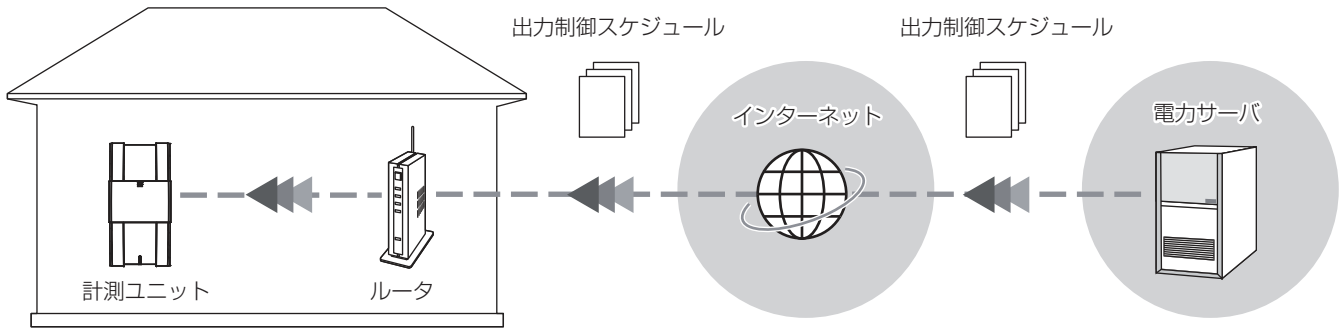 出力制御スケジュール
出力制御スケジュール
インターネット
電力サーバ
計測ユニット
ルータ